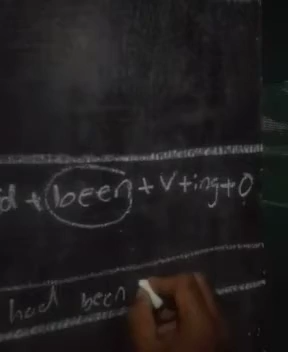 d + been + V + ing + O
had been